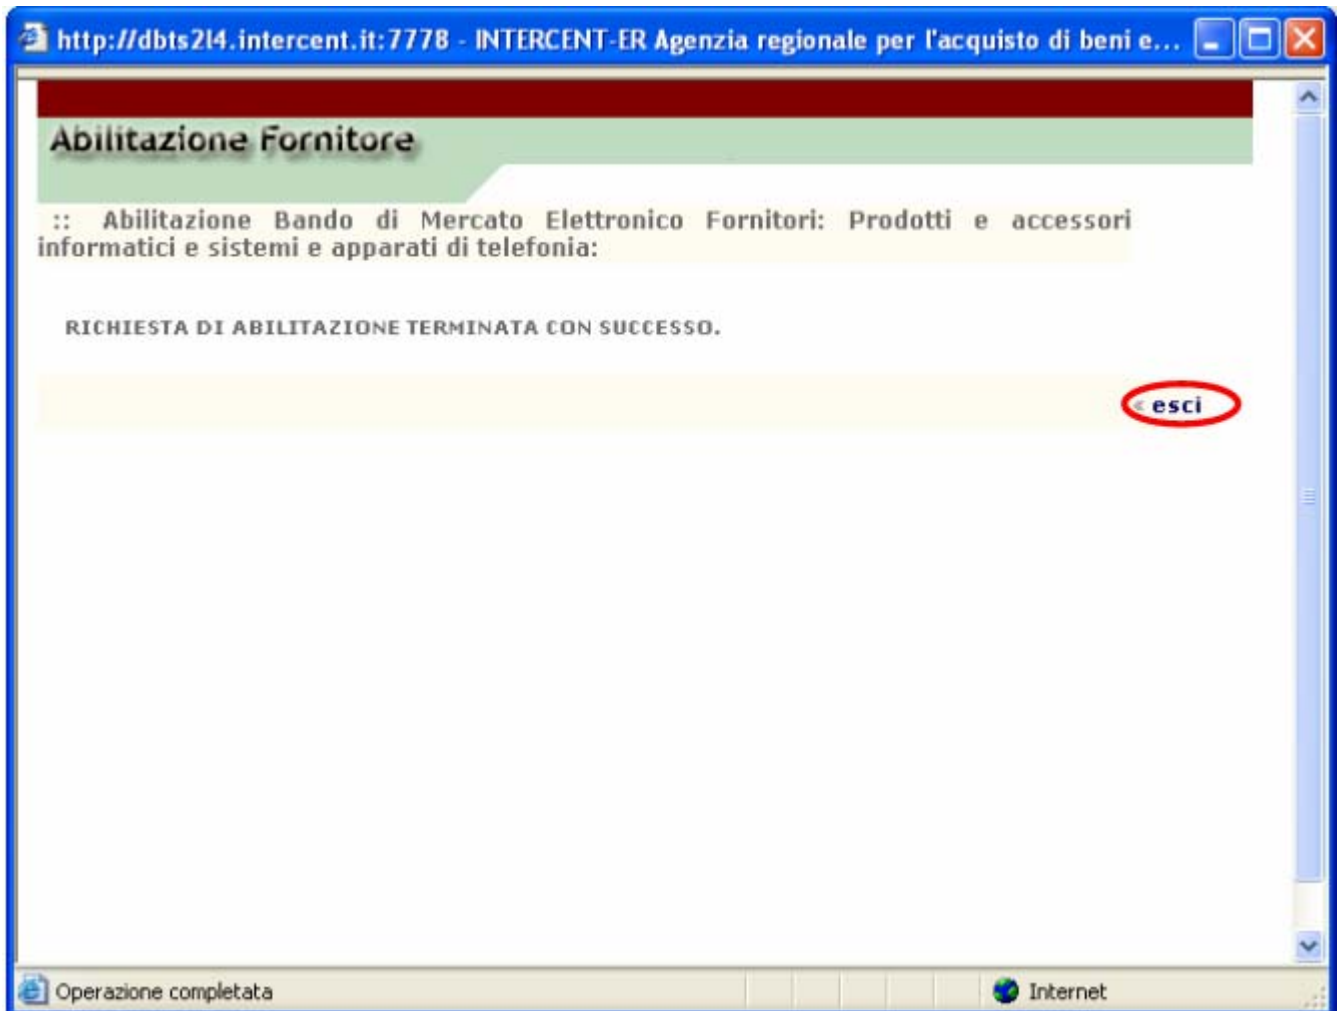 http://dbts2l4.intercent.it:7778 - INTERCENT-ER Agenzia regionale per l'acquisto di beni e...
Abilitazione Fornitore
:: Abilitazione Bando di Mercato Elettronico Fornitori: Prodotti e accessori
informatici e sistemi e apparati di telefonia:
RICHIESTA DI ABILITAZIONE TERMINATA CON SUCCESSO.
« esci
Operazione completata
Internet